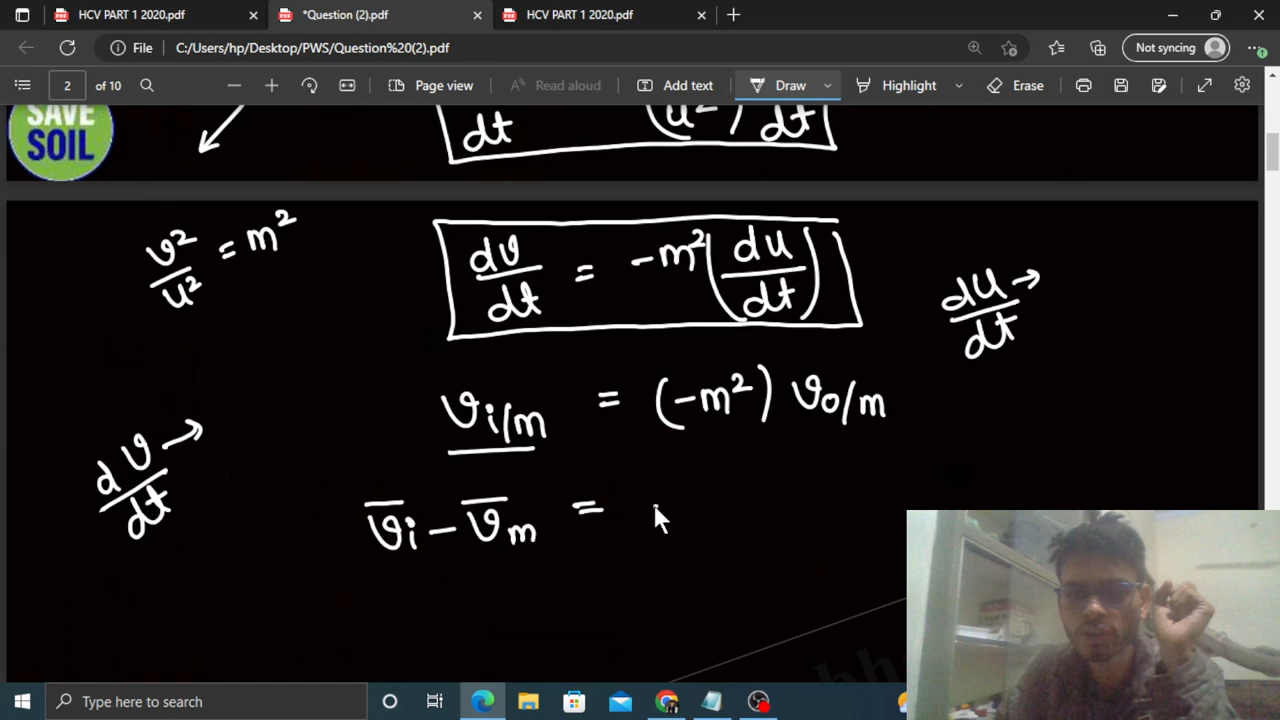 HCV PART 1 2020.pdf
*Question (2).pdf
HCV PART 1 2020.pdf
File
C:/Users/hp/Desktop/PWS/Question%20(2).pdf
Not syncing
2 of 10
Page view
Read aloud
Add text
Draw
Highlight
Erase
SAVE
SOIL
dt (u²) dt
v²/u² = m²
dv/dt = -m² (du/dt)
du/dt →
v i/m = (-m²) v o/m
dv/dt →
v̅i - v̅m =
Type here to search